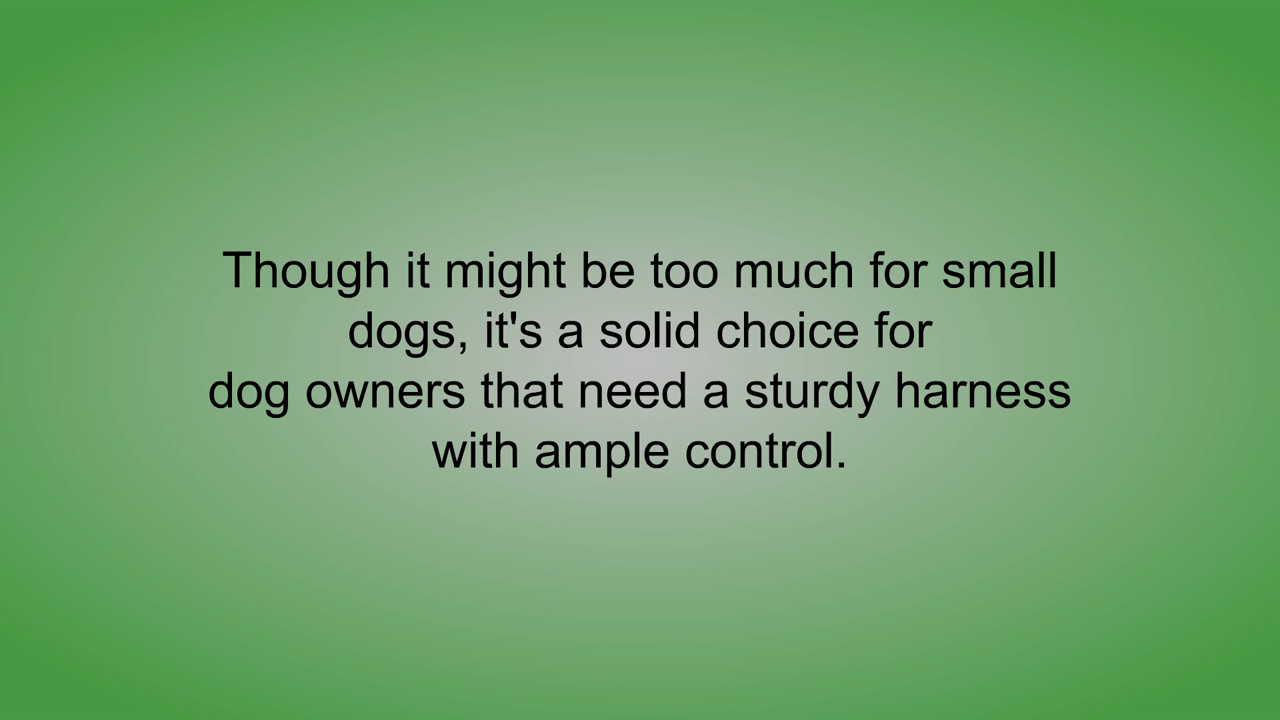 Though it might be too much for small
dogs, it's a solid choice for
dog owners that need a sturdy harness
with ample control.